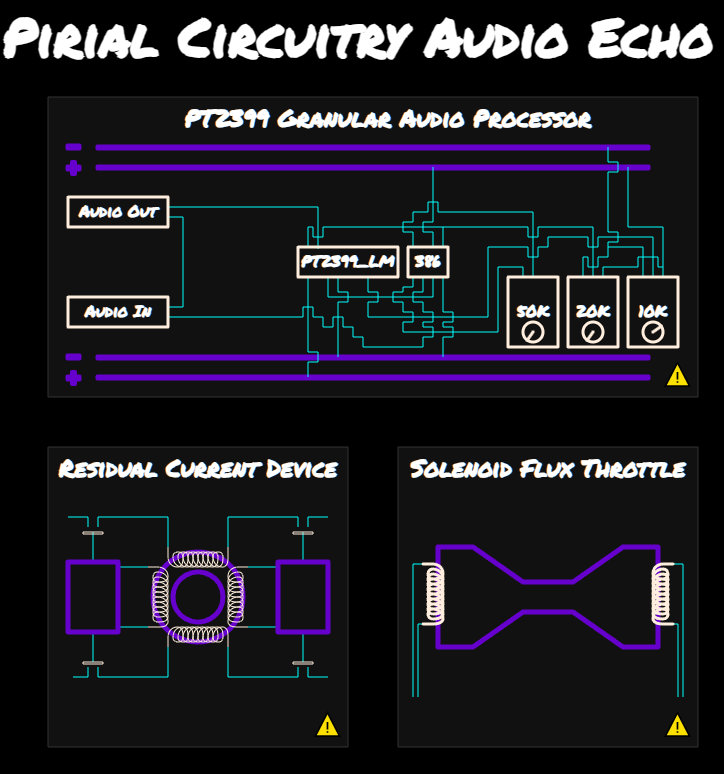 Pirial Circuitry Audio Echo
PT2399 Granular Audio Processor
Audio Out
PT2399_LM
386
Audio In
50K
20K
10K
Residual Current Device
Solenoid Flux Throttle